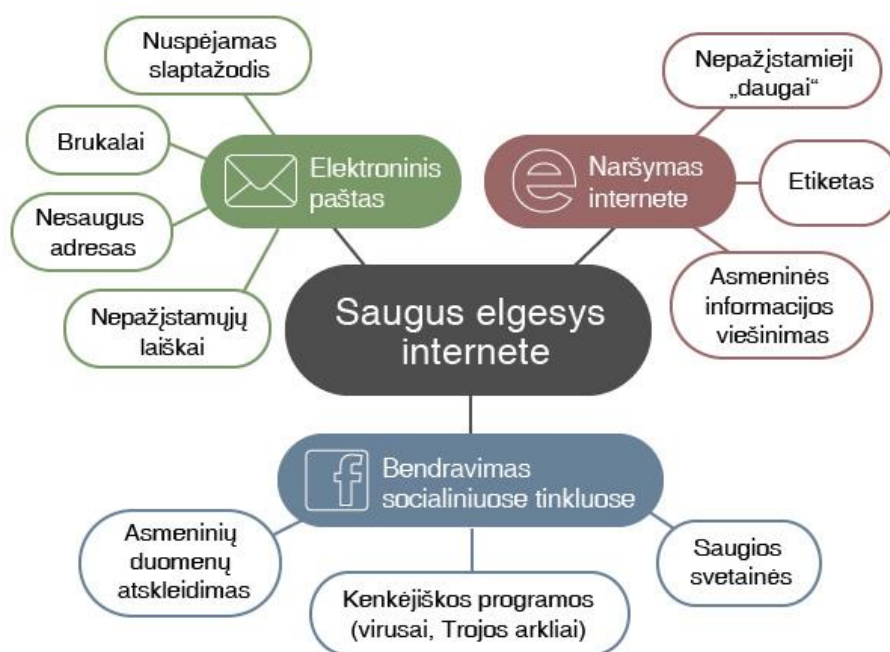 Saugus elgesys
internete
Elektroninis
paštas
Nuspėjamas
slaptažodis
Brukalai
Nesaugus
adresas
Nepažįstamųjų
laiškai
Naršymas
internete
Nepažįstamieji
„daugai“
Etiketas
Asmeninės
informacijos
viešinimas
Bendravimas
socialiniuose tinkluose
Asmeninių
duomenų
atskleidimas
Kenkėjiškos programos
(virusai, Trojos arkliai)
Saugios
svetainės